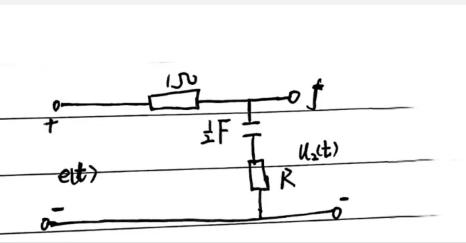 1Ω
+
½F
U₂(t)
e(t)
R
-
-